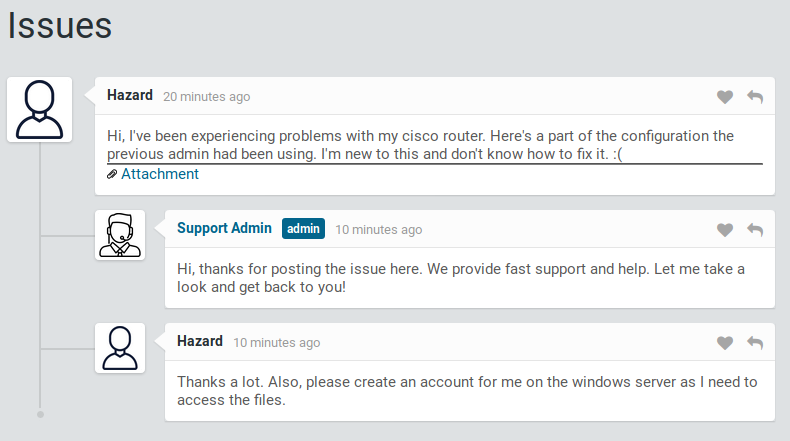 Issues
Hazard 20 minutes ago
Hi, I've been experiencing problems with my cisco router. Here's a part of the configuration the
previous admin had been using. I'm new to this and don't know how to fix it. :(
Attachment
Support Admin admin 10 minutes ago
Hi, thanks for posting the issue here. We provide fast support and help. Let me take a
look and get back to you!
Hazard 10 minutes ago
Thanks a lot. Also, please create an account for me on the windows server as I need to
access the files.